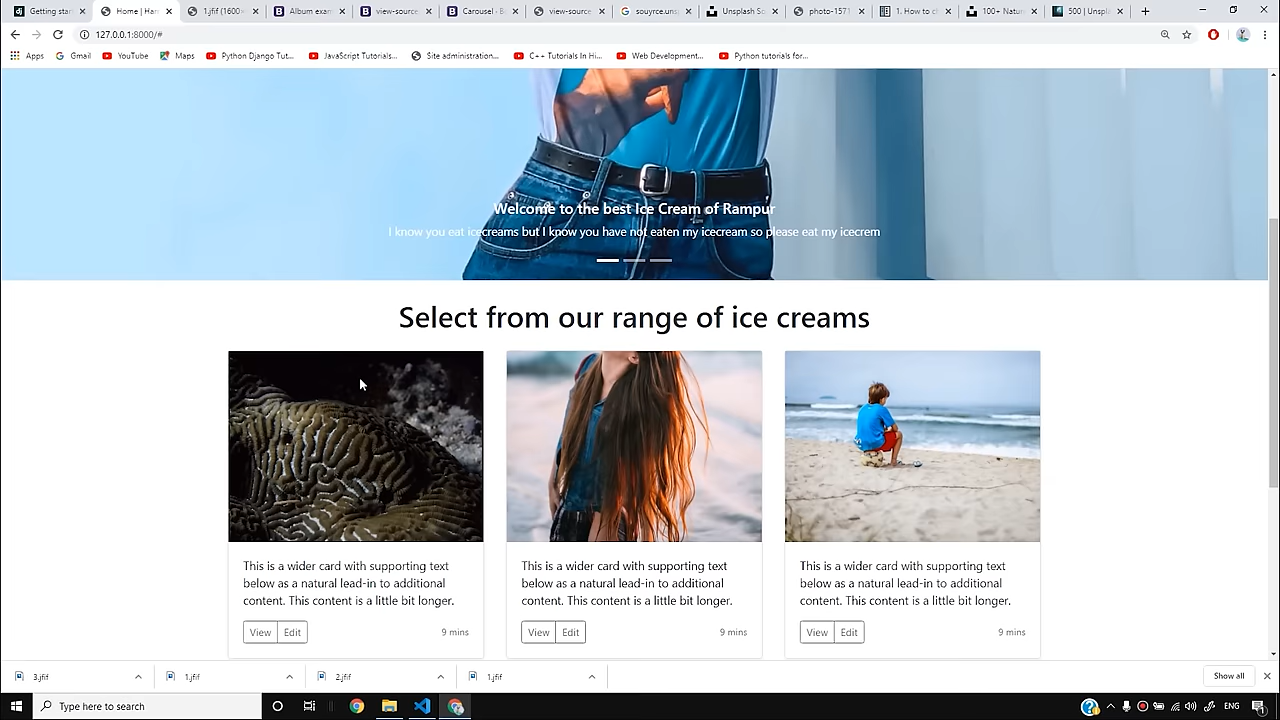 Getting star
Home | Har
1.jfif (1600×
Album exam
view-source
Carousel - B
view-source
souyrce.uns
Unsplash So
photo-1571
1. How to ch
100+ Natur
500 | Unspl
127.0.0.1:8000/#
Apps
Gmail
YouTube
Maps
Python Django Tut...
JavaScript Tutorials...
Site administration...
C++ Tutorials In Hi...
Web Development...
Python tutorials for...
Welcome to the best Ice Cream of Rampur
I know you eat icecreams but I know you have not eaten my icecream so please eat my icecrem
Select from our range of ice creams
This is a wider card with supporting text
below as a natural lead-in to additional
content. This content is a little bit longer.
View Edit 9 mins
This is a wider card with supporting text
below as a natural lead-in to additional
content. This content is a little bit longer.
View Edit 9 mins
This is a wider card with supporting text
below as a natural lead-in to additional
content. This content is a little bit longer.
View Edit 9 mins
3.jfif
1.jfif
2.jfif
1.jfif
Show all
Type here to search
ENG